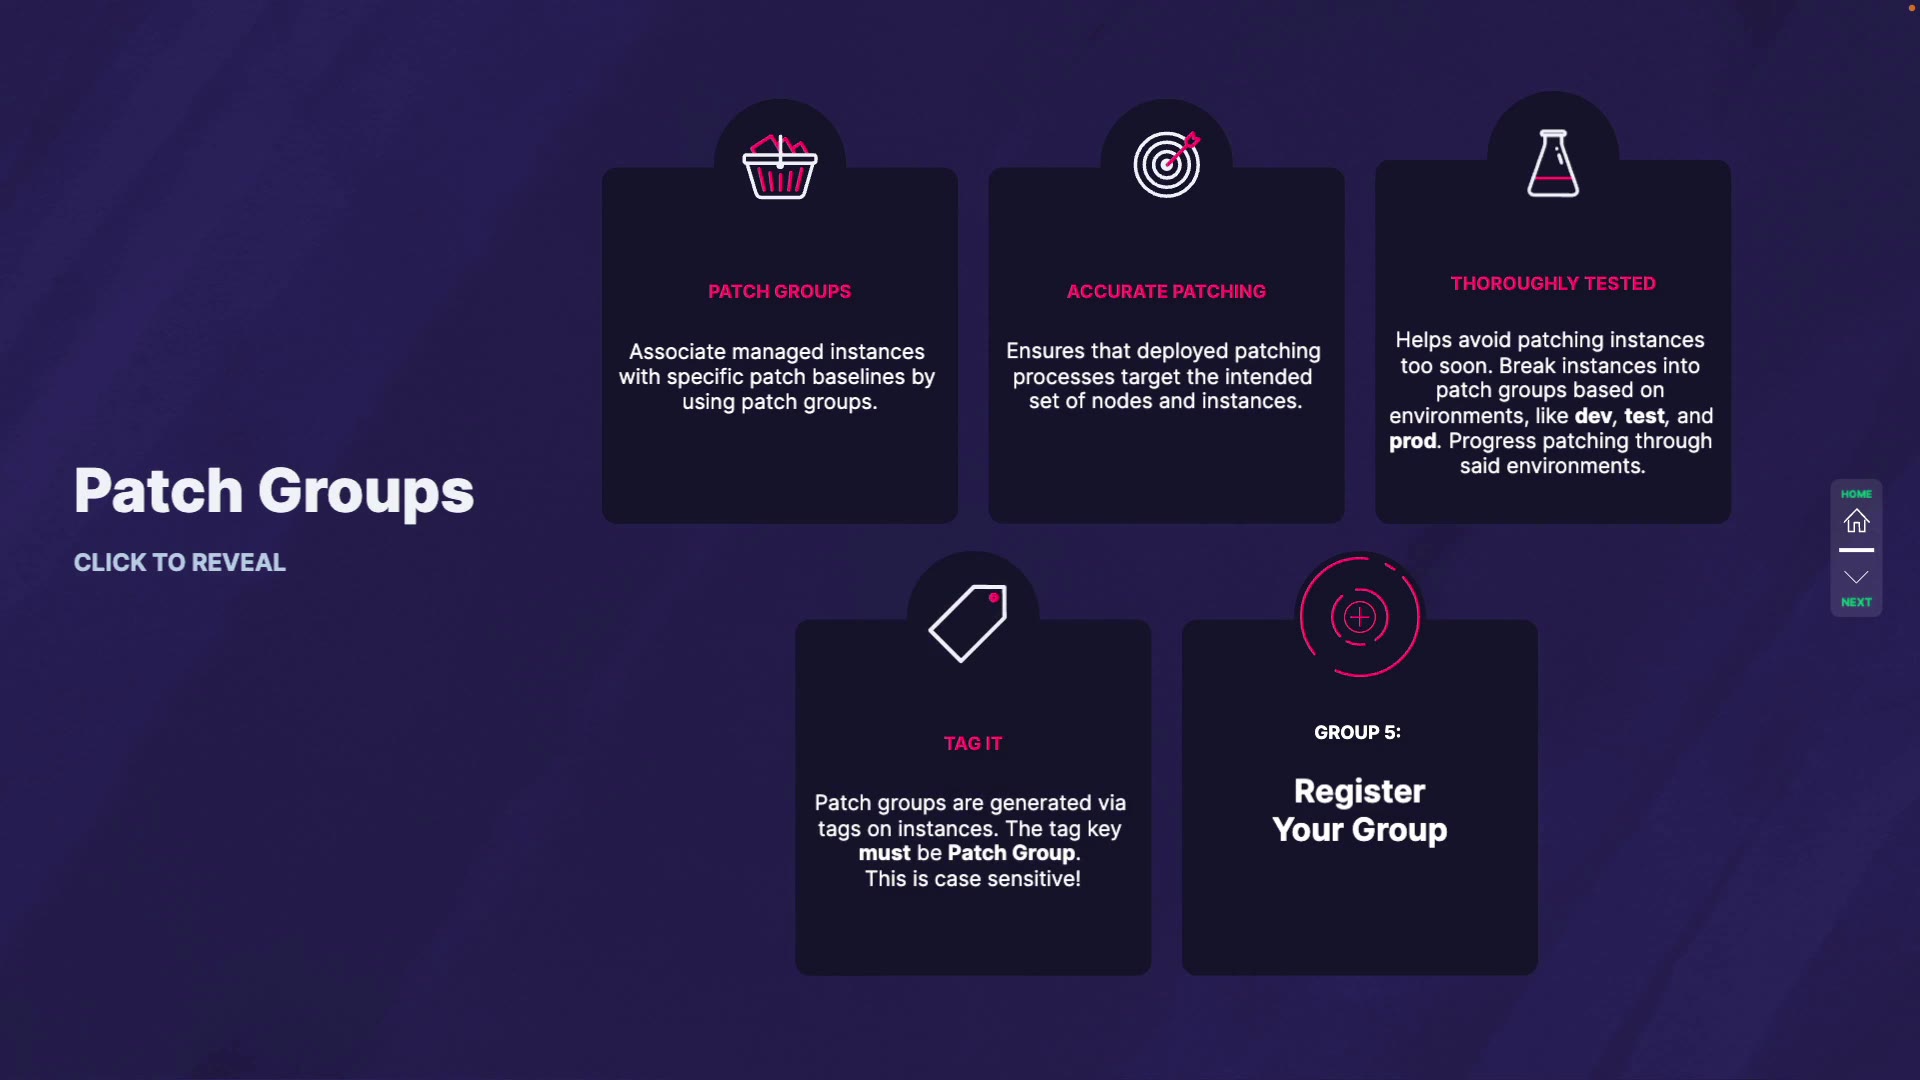 Patch Groups
CLICK TO REVEAL
PATCH GROUPS
Associate managed instances
with specific patch baselines by
using patch groups.
ACCURATE PATCHING
Ensures that deployed patching
processes target the intended
set of nodes and instances.
THOROUGHLY TESTED
Helps avoid patching instances
too soon. Break instances into
patch groups based on
environments, like dev, test, and
prod. Progress patching through
said environments.
TAG IT
Patch groups are generated via
tags on instances. The tag key
must be Patch Group.
This is case sensitive!
GROUP 5:
Register
Your Group
HOME
NEXT